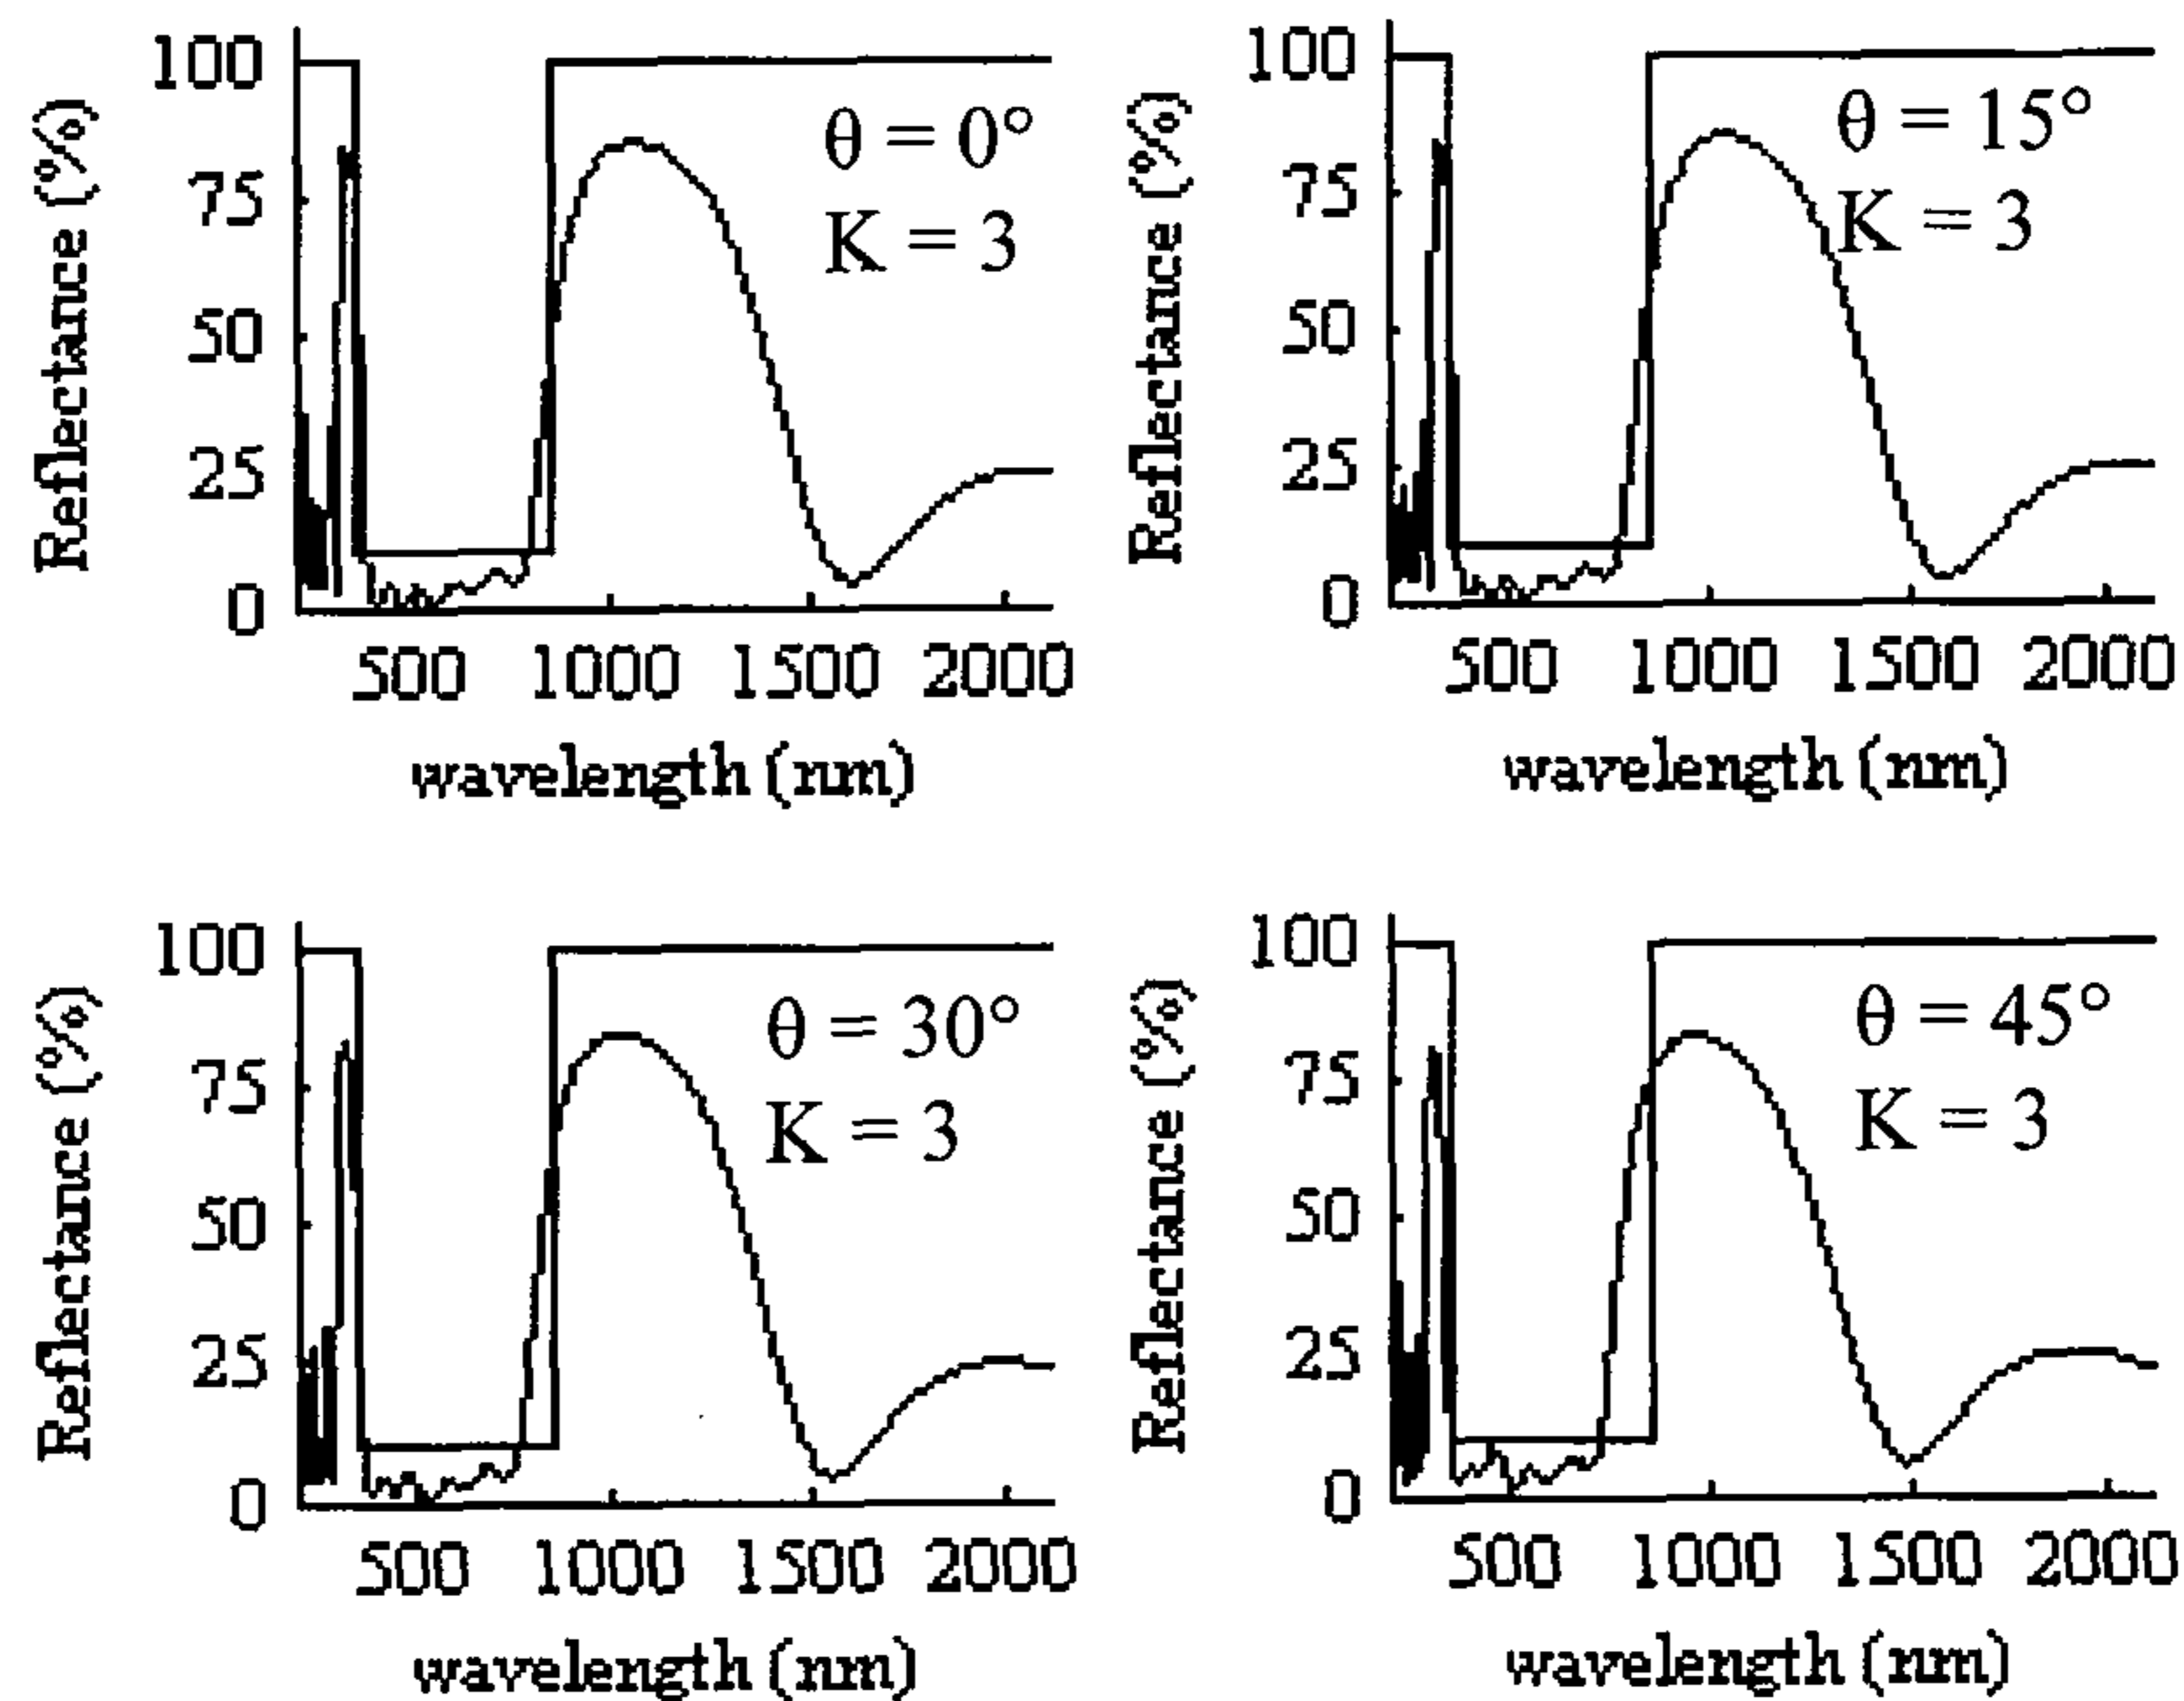 100
75
50
25
0
Reflectance (%)
θ = 0°
K = 3
500 1000 1500 2000
wavelength (nm)
100
75
50
25
0
Reflectance (%)
θ = 15°
K = 3
500 1000 1500 2000
wavelength (nm)
100
75
50
25
0
Reflectance (%)
θ = 30°
K = 3
500 1000 1500 2000
wavelength (nm)
100
75
50
25
0
Reflectance (%)
θ = 45°
K = 3
500 1000 1500 2000
wavelength (nm)